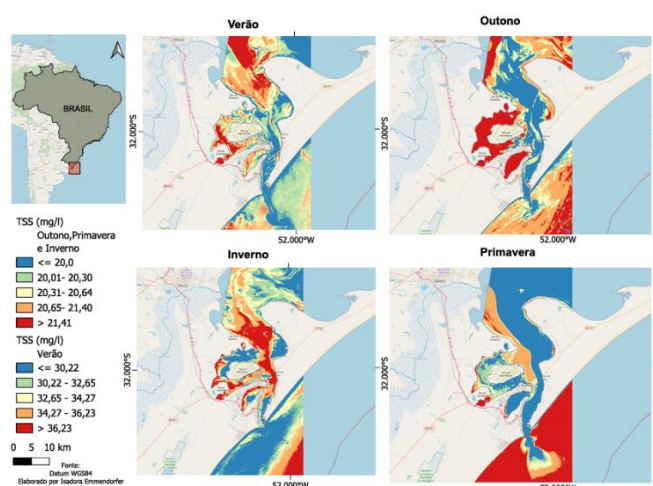 Verão
Outono
BRASIL
32.000°S
52.000°W
32.000°S
52.000°W
TSS (mg/l)
Outono,Primavera
e Inverno
<= 20,0
20,01- 20,30
20,31- 20,64
20,65- 21,40
> 21,41
TSS (mg/l)
Verão
<= 30,22
30,22 - 32,65
32,65 - 34,27
34,27 - 36,23
> 36,23
0 5 10 km
Fonte:
Datum WGS84
Elaborado por Isadora Emmendorfer
Inverno
Primavera
32.000°S
52.000°W
32.000°S